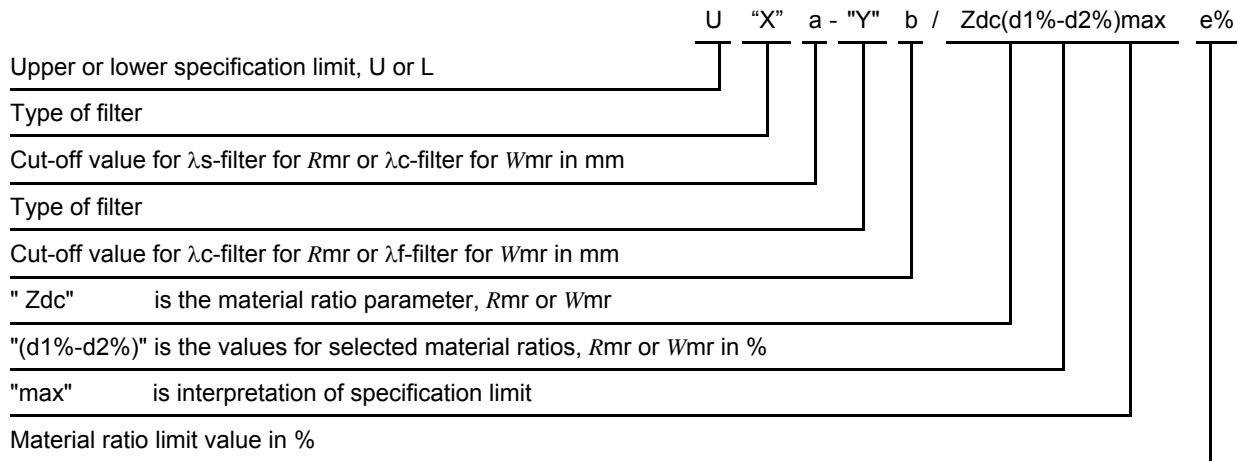 U “X” a - "Y" b / Zdc(d1%-d2%)max e%
Upper or lower specification limit, U or L
Type of filter
Cut-off value for λs-filter for Rmr or λc-filter for Wmr in mm
Type of filter
Cut-off value for λc-filter for Rmr or λf-filter for Wmr in mm
" Zdc" is the material ratio parameter, Rmr or Wmr
"(d1%-d2%)" is the values for selected material ratios, Rmr or Wmr in %
"max" is interpretation of specification limit
Material ratio limit value in %